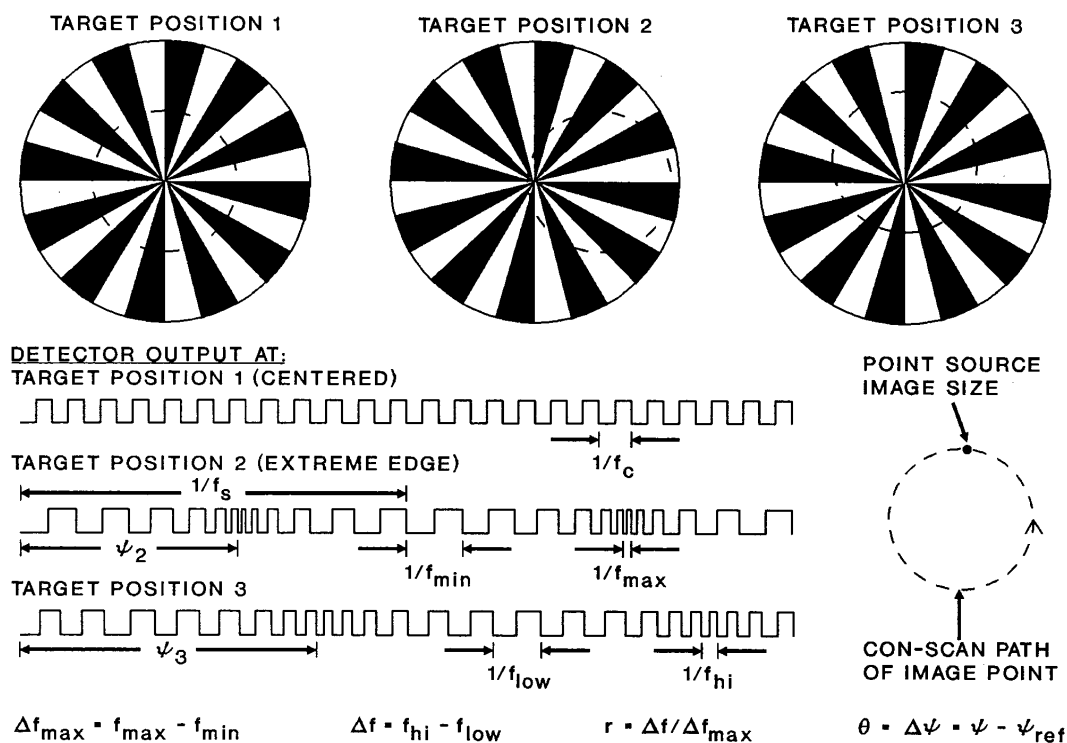 TARGET POSITION 1
TARGET POSITION 2
TARGET POSITION 3
DETECTOR OUTPUT AT:
TARGET POSITION 1 (CENTERED)
1/f_c
TARGET POSITION 2 (EXTREME EDGE)
1/f_s
ψ_2
1/f_min
1/f_max
TARGET POSITION 3
ψ_3
1/f_low
1/f_hi
POINT SOURCE
IMAGE SIZE
CON-SCAN PATH
OF IMAGE POINT
Δf_max = f_max - f_min
Δf = f_hi - f_low
r = Δf/Δf_max
θ = Δψ = ψ - ψ_ref